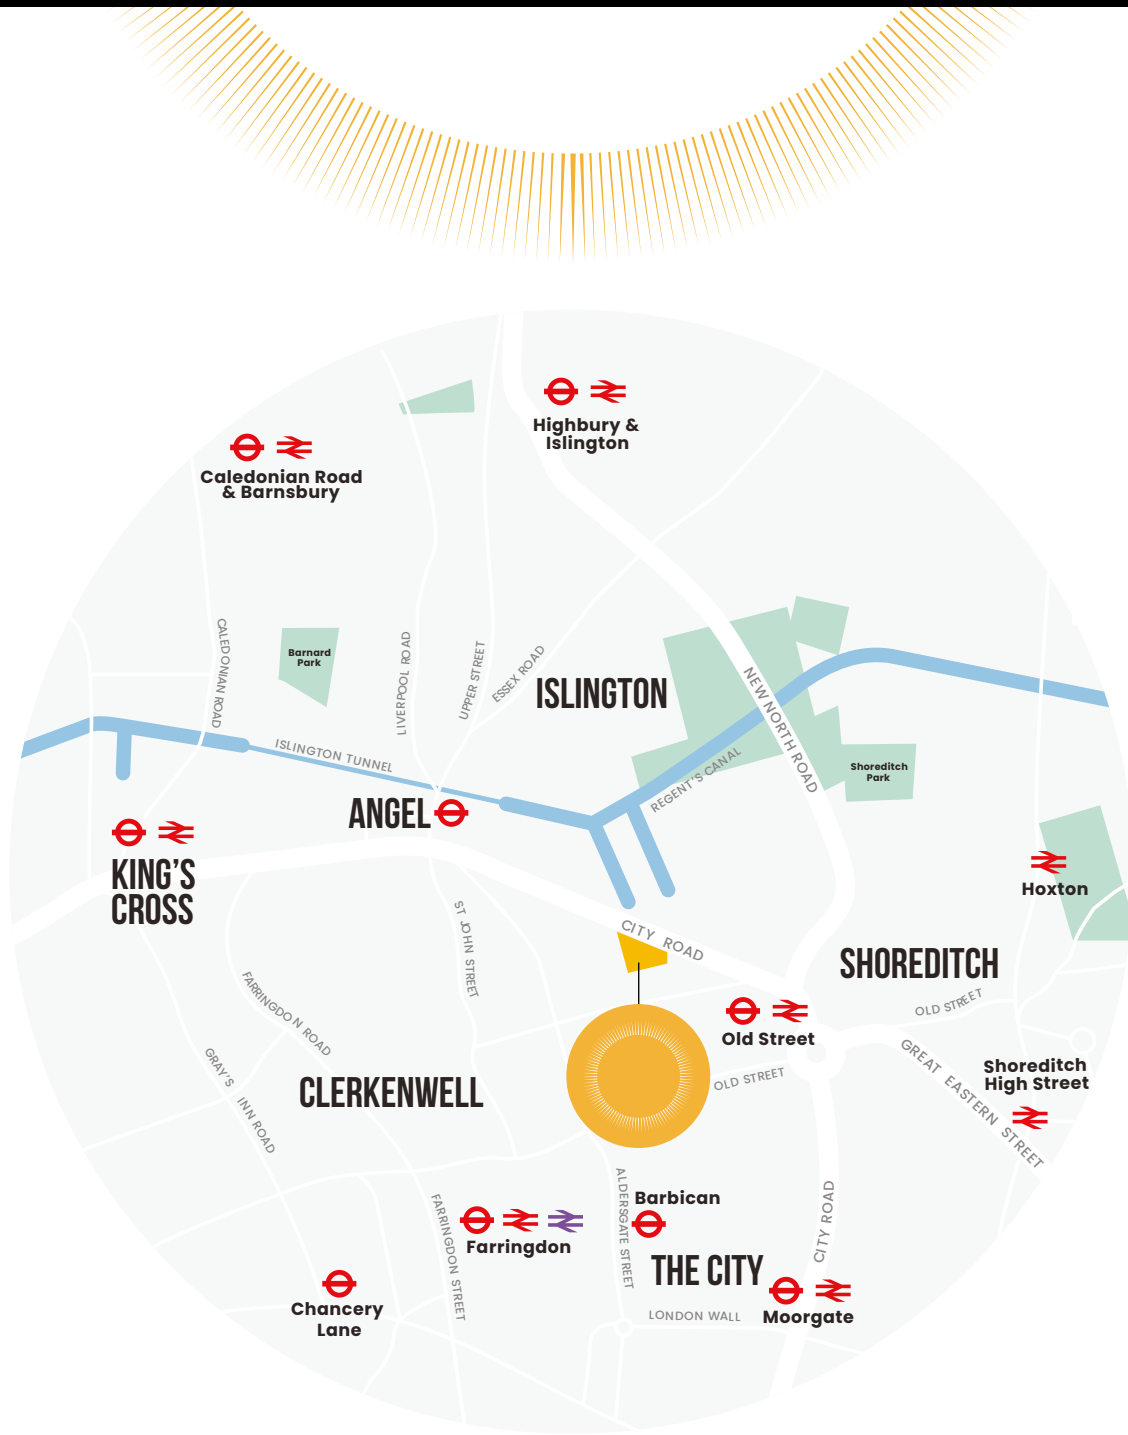 Highbury &
Islington
Caledonian Road
& Barnsbury
CALEDONIAN ROAD
Barnard
Park
LIVERPOOL ROAD
UPPER STREET
ESSEX ROAD
ISLINGTON
NEW NORTH ROAD
ISLINGTON TUNNEL
REGENT'S CANAL
Shoreditch
Park
ANGEL
KING'S
CROSS
Hoxton
ST JOHN STREET
CITY ROAD
SHOREDITCH
FARRINGDON ROAD
OLD STREET
Old Street
GRAY'S INN ROAD
GREAT EASTERN STREET
Shoreditch
High Street
CLERKENWELL
OLD STREET
ALDERSGATE STREET
Barbican
CITY ROAD
FARRINGDON STREET
Farringdon
THE CITY
Chancery
Lane
LONDON WALL
Moorgate